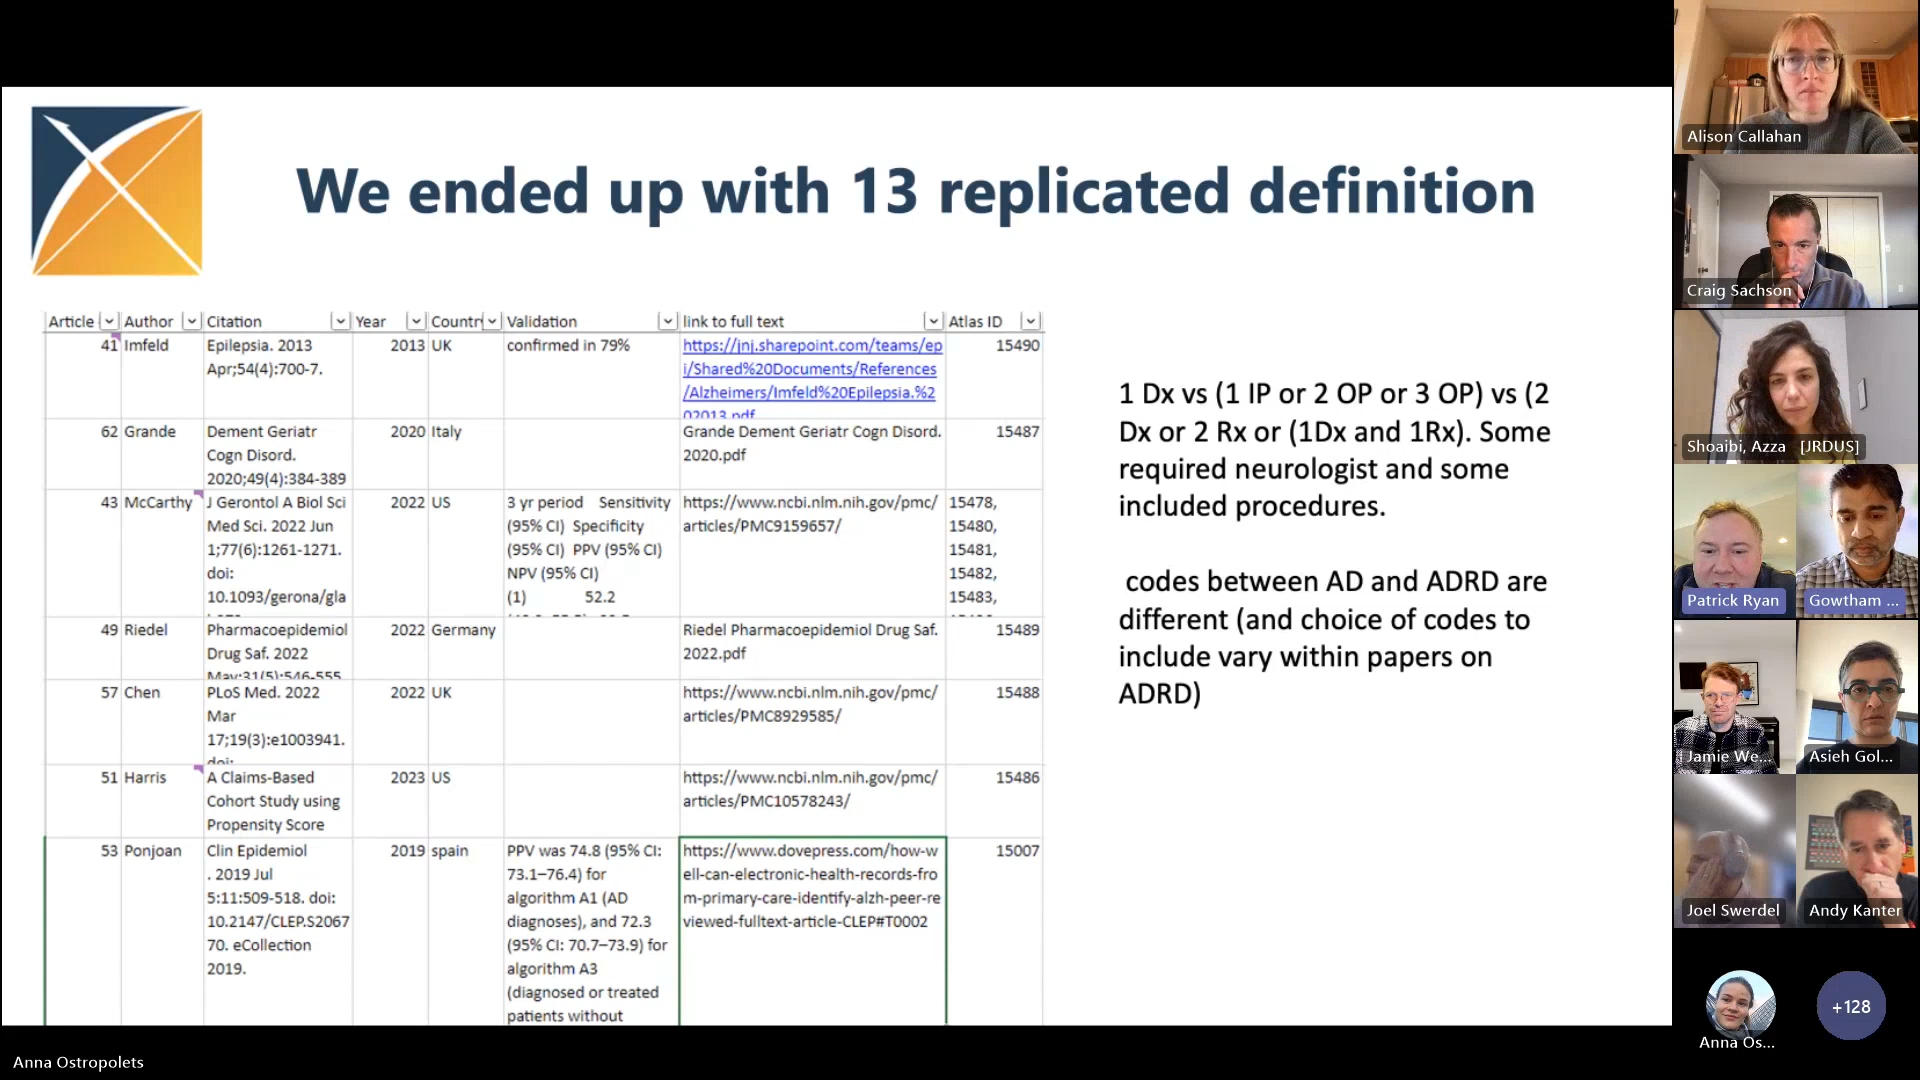 We ended up with 13 replicated definition
Article Author Citation Year Country Validation link to full text Atlas ID
41 Imfeld
Epilepsia. 2013
Apr;54(4):700-7.
2013 UK
confirmed in 79%
https://jnj.sharepoint.com/teams/ep
i/Shared%20Documents/References
/Alzheimers/Imfeld%20Epilepsia.%2
02013.pdf
15490
62 Grande
Dement Geriatr
Cogn Disord.
2020;49(4):384-389
2020 Italy
Grande Dement Geriatr Cogn Disord.
2020.pdf
15487
43 McCarthy
J Gerontol A Biol Sci
Med Sci. 2022 Jun
1;77(6):1261-1271.
doi:
10.1093/gerona/gla
2022 US
3 yr period Sensitivity
(95% CI) Specificity
(95% CI) PPV (95% CI)
NPV (95% CI)
(1) 52.2
https://www.ncbi.nlm.nih.gov/pmc/
articles/PMC9159657/
15478,
15480,
15481,
15482,
15483,
49 Riedel
Pharmacoepidemiol
Drug Saf. 2022
May;31(5):546-555
2022 Germany
Riedel Pharmacoepidemiol Drug Saf.
2022.pdf
15489
57 Chen
PLoS Med. 2022
Mar
17;19(3):e1003941.
doi:
2022 UK
https://www.ncbi.nlm.nih.gov/pmc/
articles/PMC8929585/
15488
51 Harris
A Claims-Based
Cohort Study using
Propensity Score
2023 US
https://www.ncbi.nlm.nih.gov/pmc/
articles/PMC10578243/
15486
53 Ponjoan
Clin Epidemiol
. 2019 Jul
5:11:509-518. doi:
10.2147/CLEP.S2067
70. eCollection
2019.
2019 spain
PPV was 74.8 (95% CI:
73.1–76.4) for
algorithm A1 (AD
diagnoses), and 72.3
(95% CI: 70.7–73.9) for
algorithm A3
(diagnosed or treated
patients without
https://www.dovepress.com/how-w
ell-can-electronic-health-records-fro
m-primary-care-identify-alzh-peer-re
viewed-fulltext-article-CLEP#T0002
15007
1 Dx vs (1 IP or 2 OP or 3 OP) vs (2
Dx or 2 Rx or (1Dx and 1Rx). Some
required neurologist and some
included procedures.
codes between AD and ADRD are
different (and choice of codes to
include vary within papers on
ADRD)
Alison Callahan
Craig Sachson
Shoaibi, Azza [JRDUS]
Patrick Ryan
Gowtham ...
Jamie We...
Asieh Gol...
Joel Swerdel
Andy Kanter
Anna Os...
+128
Anna Ostropolets